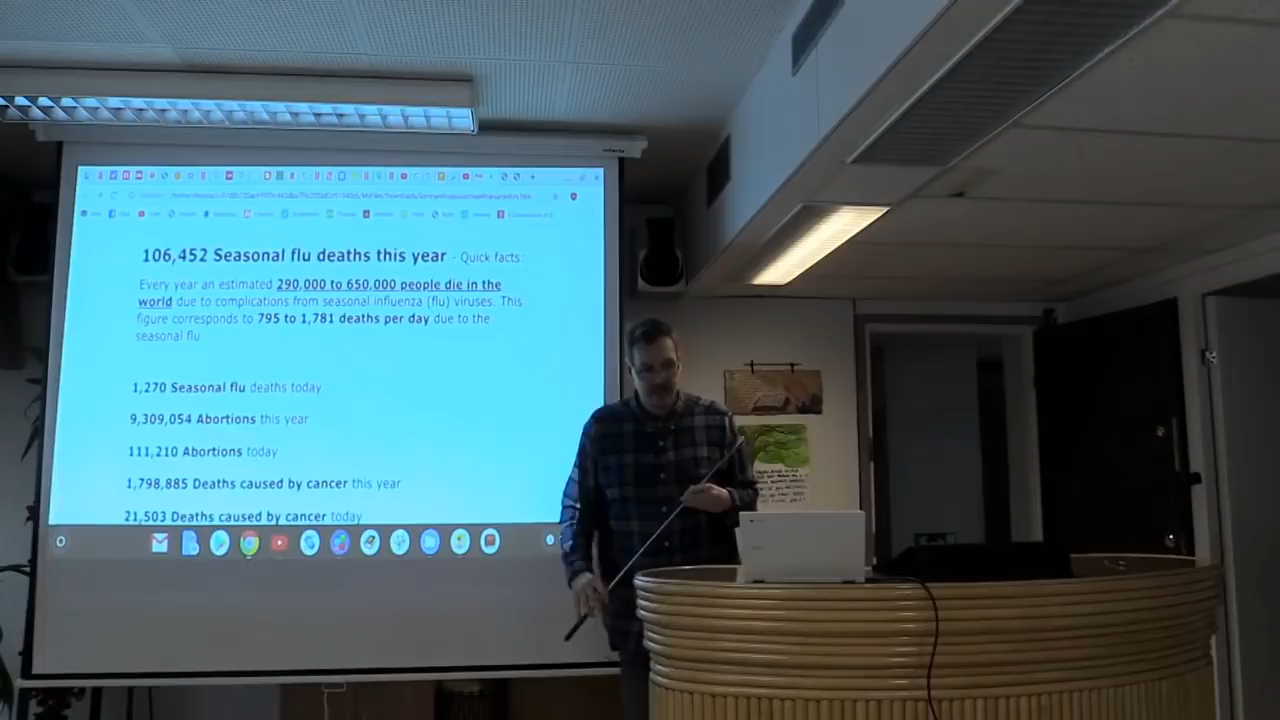 106,452 Seasonal flu deaths this year - Quick facts:
Every year an estimated 290,000 to 650,000 people die in the
world due to complications from seasonal influenza (flu) viruses. This
figure corresponds to 795 to 1,781 deaths per day due to the
seasonal flu.
1,270 Seasonal flu deaths today
9,309,054 Abortions this year
111,210 Abortions today
1,798,885 Deaths caused by cancer this year
21,503 Deaths caused by cancer today